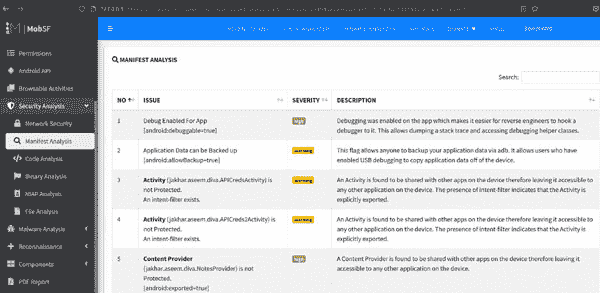 MobSF
Permissions
Android API
Browsable Activities
Security Analysis
Network Security
Manifest Analysis
Code Analysis
Binary Analysis
NIAP Analysis
File Analysis
Malware Analysis
Reconnaissance
Components
PDF Report
MANIFEST ANALYSIS
Search:
NO ISSUE SEVERITY DESCRIPTION
1 Debug Enabled For App
[android:debuggable=true]
Debugging was enabled on the app which makes it easier for reverse engineers to hook a
debugger to it. This allows dumping a stack trace and accessing debugging helper classes.
2 Application Data can be Backed up
[android:allowBackup=true]
warning
This flag allows anyone to backup your application data via adb. It allows users who have
enabled USB debugging to copy application data off of the device.
3 Activity (jakhar.aseem.diva.APICredsActivity) is
not Protected.
An intent-filter exists.
warning
An Activity is found to be shared with other apps on the device therefore leaving it accessible to
any other application on the device. The presence of intent-filter indicates that the Activity is
explicitly exported.
4 Activity (jakhar.aseem.diva.APICreds2Activity) is
not Protected.
An intent-filter exists.
warning
An Activity is found to be shared with other apps on the device therefore leaving it accessible to
any other application on the device. The presence of intent-filter indicates that the Activity is
explicitly exported.
5 Content Provider
(jakhar.aseem.diva.NotesProvider) is not
Protected.
[android:exported=true]
A Content Provider is found to be shared with other apps on the device therefore leaving it
accessible to any other application on the device.